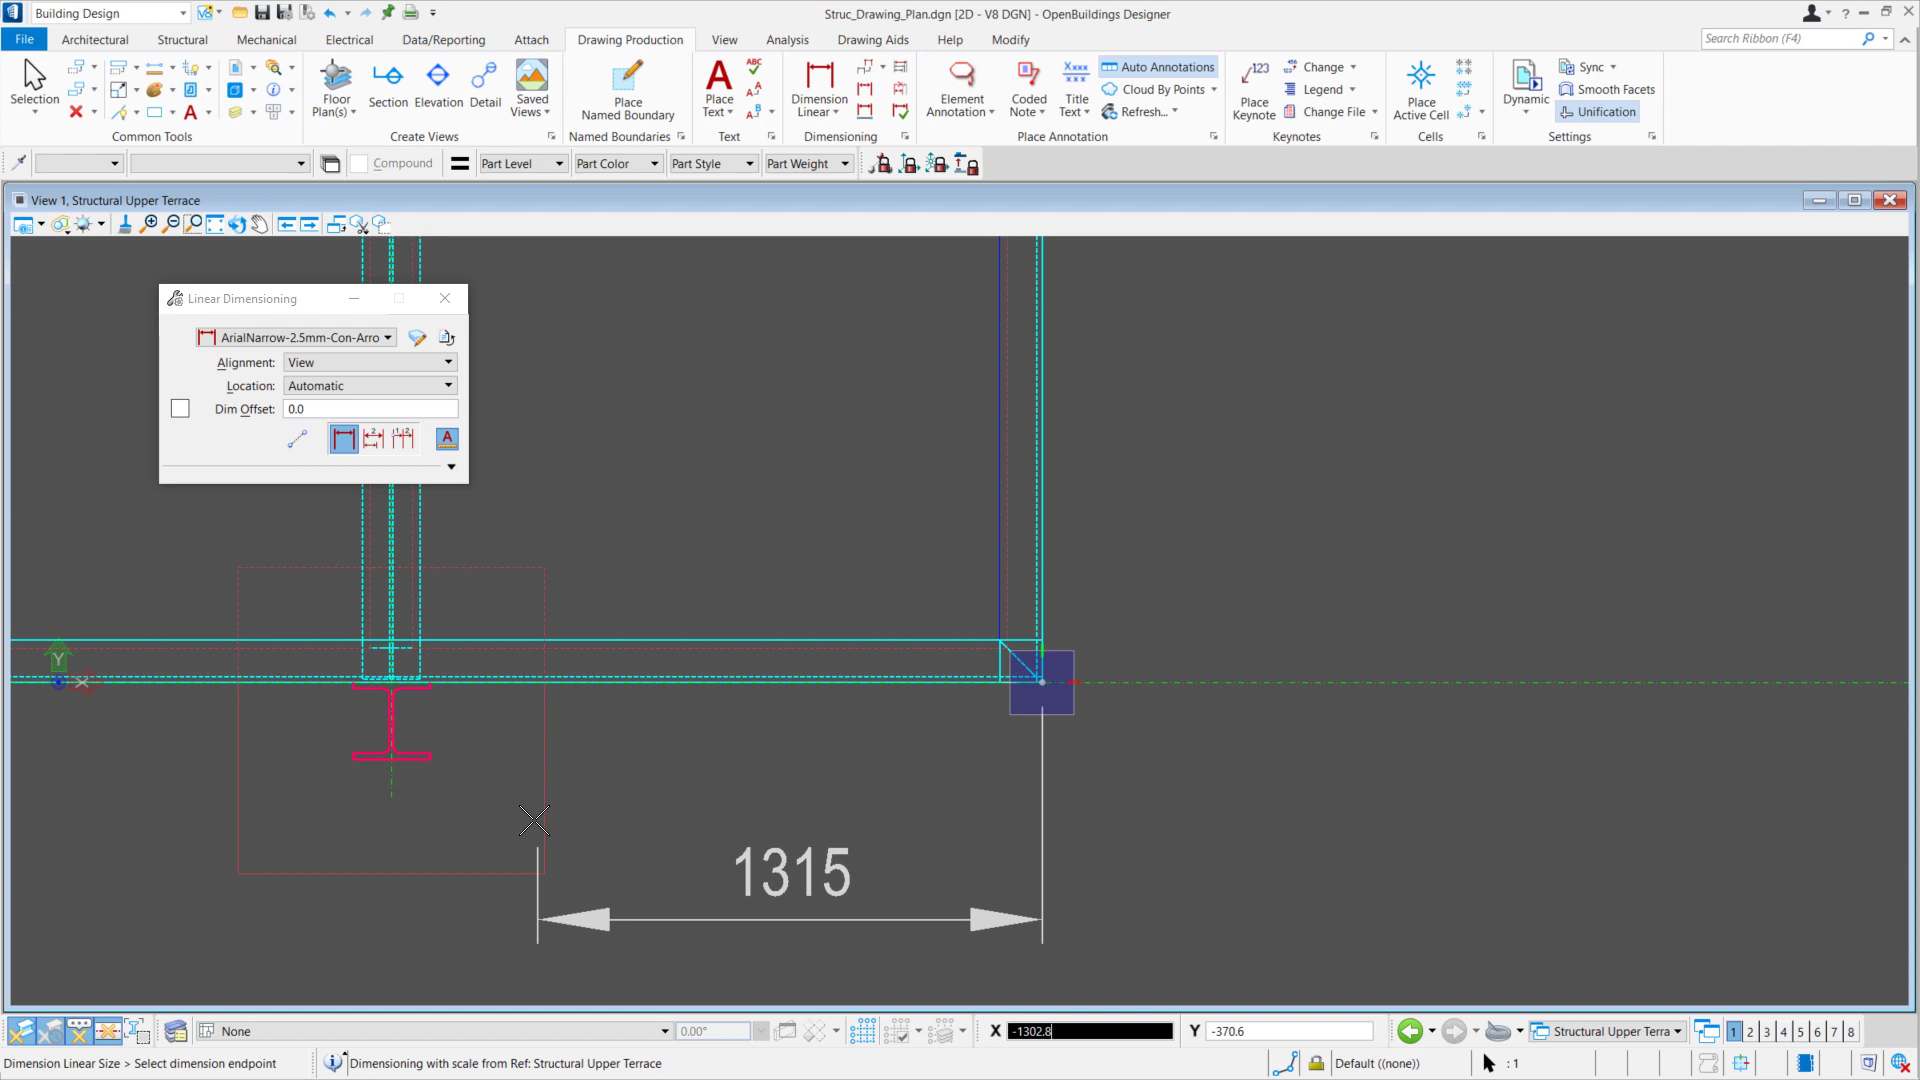 Building Design
Struc_Drawing_Plan.dgn [2D - V8 DGN] - OpenBuildings Designer
File Architectural Structural Mechanical Electrical Data/Reporting Attach Drawing Production View Analysis Drawing Aids Help Modify
Search Ribbon (F4)
Selection
Common Tools
Floor
Plan(s)
Section
Elevation
Detail
Saved
Views
Create Views
Place
Named Boundary
Named Boundaries
Place
Text
ABC
Text
Dimension
Linear
Dimensioning
Element
Annotation
Coded
Note
Title
Text
Auto Annotations
Cloud By Points
Refresh...
Place Annotation
Place
Keynote
Change
Legend
Change File
Keynotes
Place
Active Cell
Cells
Dynamic
Sync
Smooth Facets
Unification
Settings
Compound
Part Level
Part Color
Part Style
Part Weight
View 1, Structural Upper Terrace
Linear Dimensioning
ArialNarrow-2.5mm-Con-Arro
Alignment: View
Location: Automatic
Dim Offset: 0.0
Y
X
1315
None
0.00°
X -1302.8
Y -370.6
Structural Upper Terra
1 2 3 4 5 6 7 8
Dimension Linear Size > Select dimension endpoint
Dimensioning with scale from Ref: Structural Upper Terrace
Default ((none))
: 1